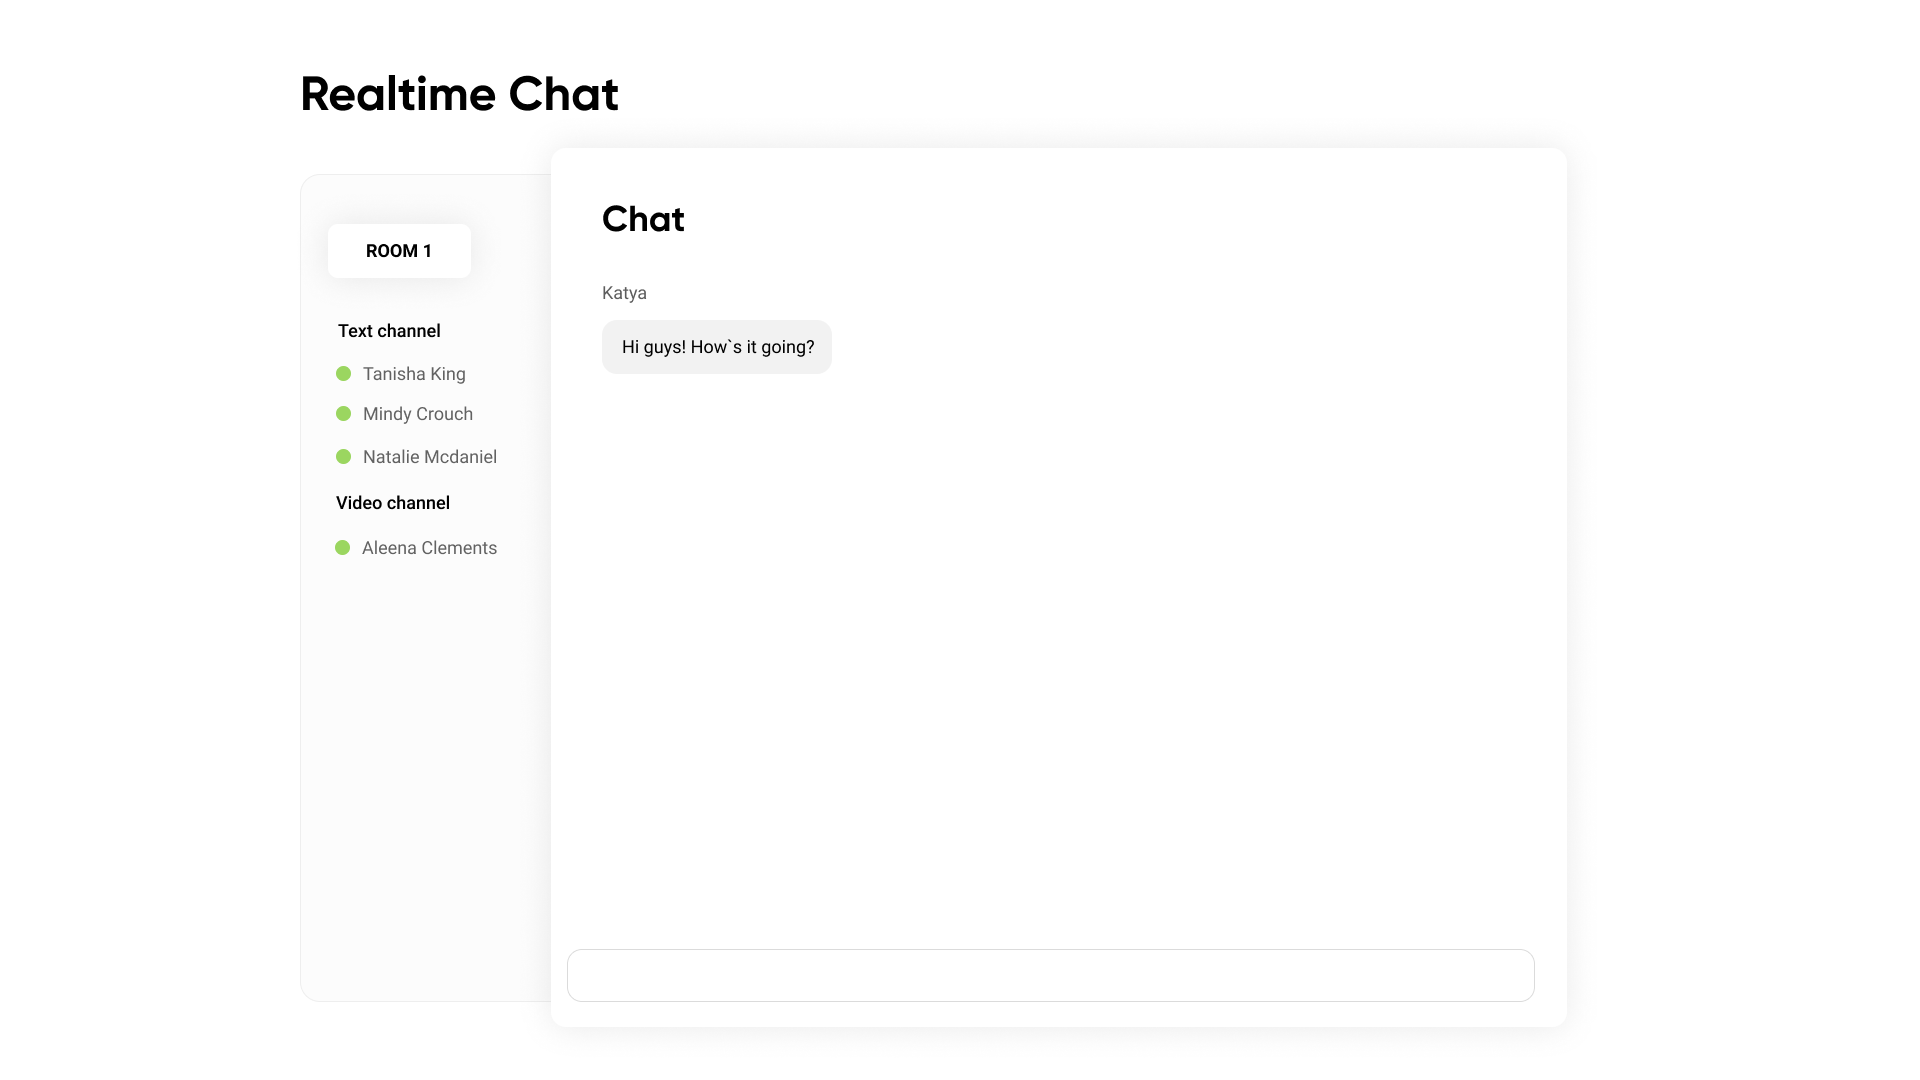 Realtime Chat
ROOM 1
Text channel
Tanisha King
Mindy Crouch
Natalie Mcdaniel
Video channel
Aleena Clements
Chat
Katya
Hi guys! How`s it going?